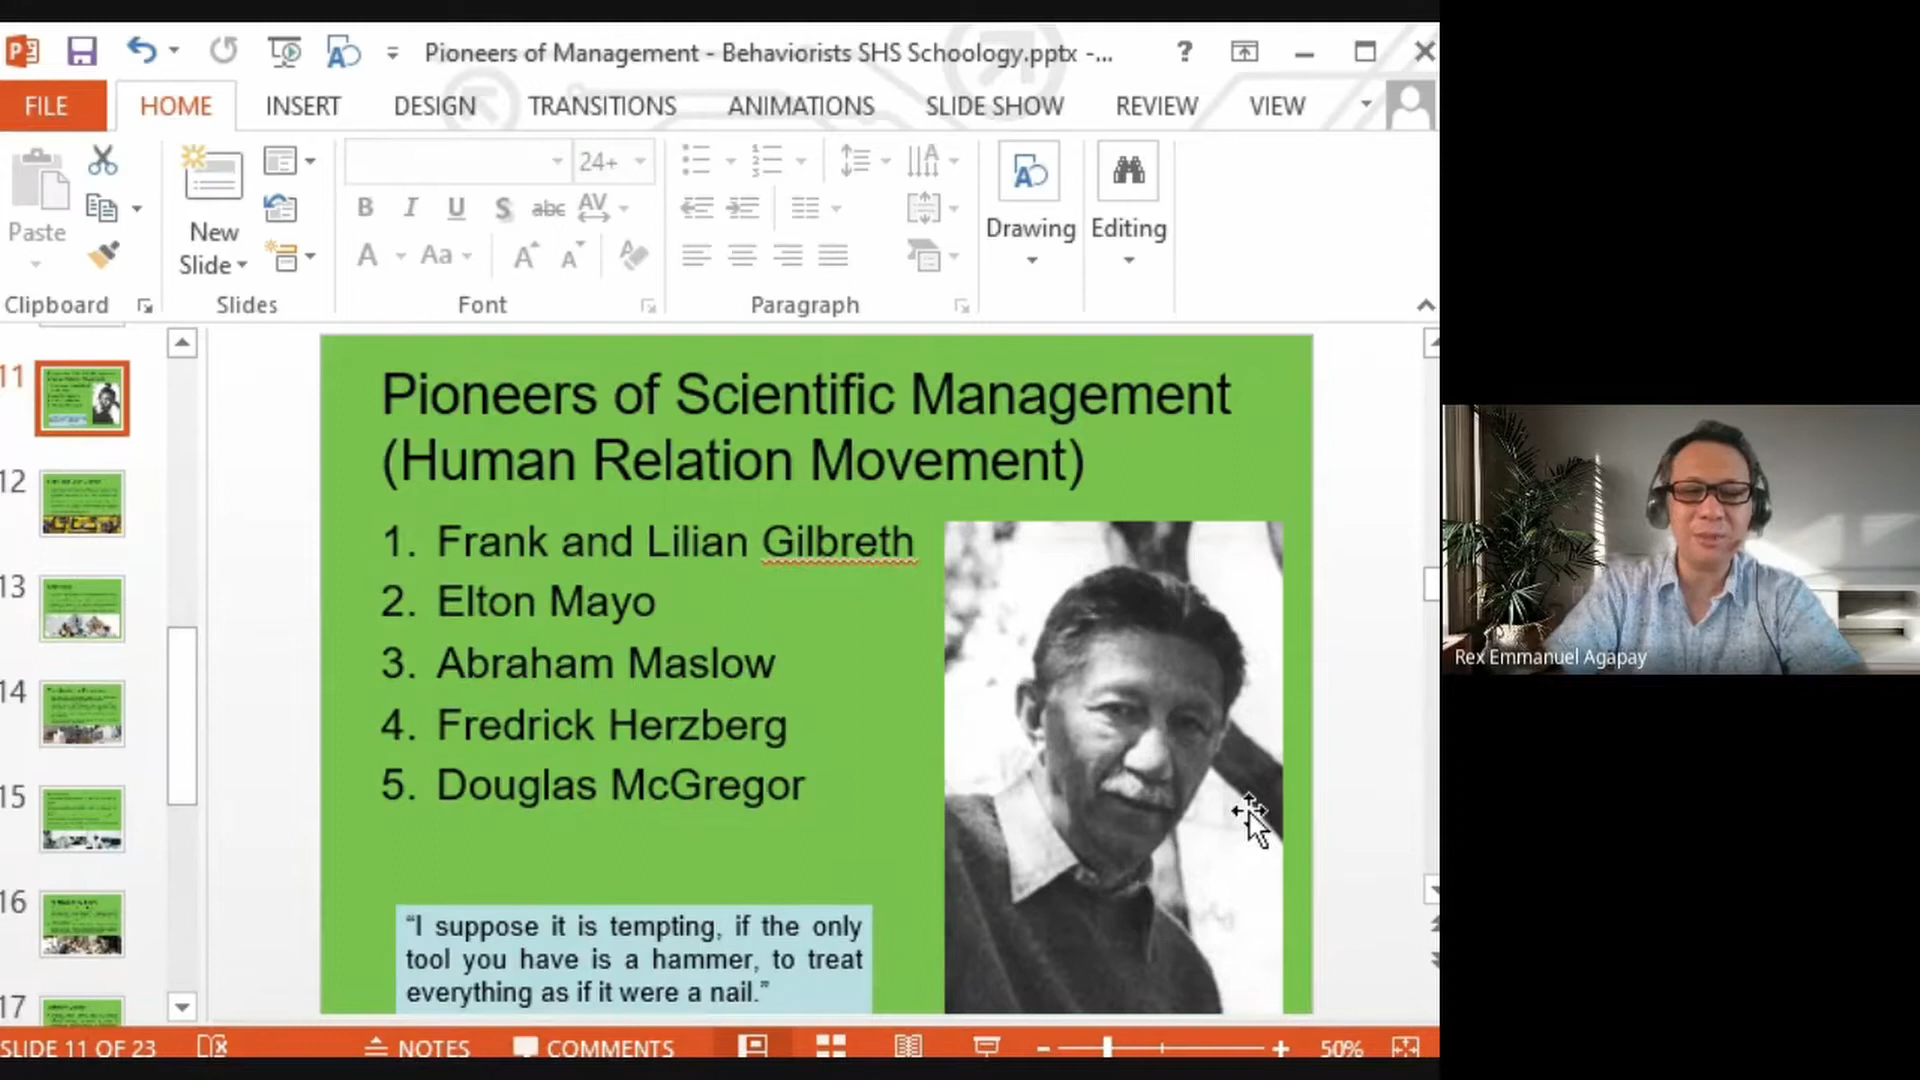 Pioneers of Management - Behaviorists SHS Schoology.pptx -...
?
FILE
HOME
INSERT
DESIGN
TRANSITIONS
ANIMATIONS
SLIDE SHOW
REVIEW
VIEW
Paste
New
Slide
24+
B I U S abc AV
A Aa A A
Drawing
Editing
Clipboard
Slides
Font
Paragraph
11
12
13
14
15
16
17
Pioneers of Scientific Management
(Human Relation Movement)
1. Frank and Lilian Gilbreth
2. Elton Mayo
3. Abraham Maslow
4. Fredrick Herzberg
5. Douglas McGregor
“I suppose it is tempting, if the only
tool you have is a hammer, to treat
everything as if it were a nail.”
Rex Emmanuel Agapay
SLIDE 11 OF 23
NOTES
COMMENTS
50%